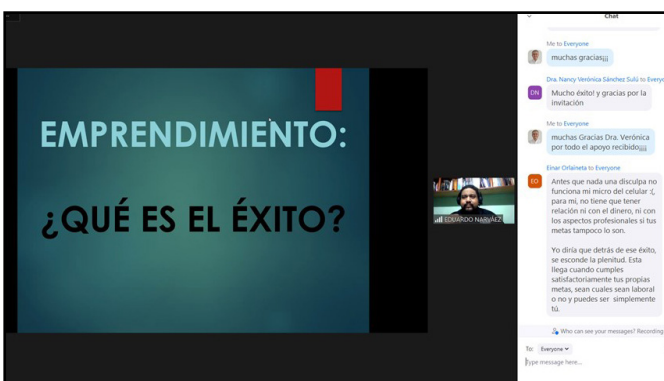 EMPRENDIMIENTO:
¿QUÉ ES EL ÉXITO?
EDUARDO NARVÁEZ
Chat
Me to Everyone
muchas gracias¡¡¡
Dra. Nancy Verónica Sánchez Sulú to Everyo
DN
Mucho éxito! y gracias por la
invitación
Me to Everyone
muchas Gracias Dra. Verónica
por todo el apoyo recibido¡¡¡¡
Einar Orlaineta to Everyone
EO
Antes que nada una disculpa no
funciona mi micro del celular :(,
para mi, no tiene que tener
relación ni con el dinero, ni con
los aspectos profesionales si tus
metas tampoco lo son.
Yo diría que detrás de ese éxito,
se esconde la plenitud. Esta
llega cuando cumples
satisfactoriamente tus propias
metas, sean cuales sean laboral
o no y puedes ser simplemente
tú.
Who can see your messages? Recording
To: Everyone
Type message here...